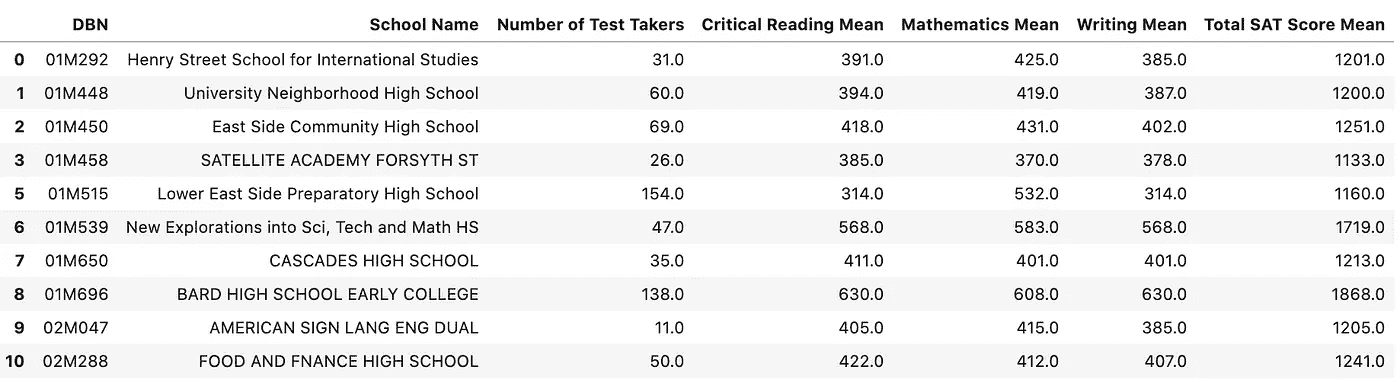 DBN School Name Number of Test Takers Critical Reading Mean Mathematics Mean Writing Mean Total SAT Score Mean
0 01M292 Henry Street School for International Studies 31.0 391.0 425.0 385.0 1201.0
1 01M448 University Neighborhood High School 60.0 394.0 419.0 387.0 1200.0
2 01M450 East Side Community High School 69.0 418.0 431.0 402.0 1251.0
3 01M458 SATELLITE ACADEMY FORSYTH ST 26.0 385.0 370.0 378.0 1133.0
5 01M515 Lower East Side Preparatory High School 154.0 314.0 532.0 314.0 1160.0
6 01M539 New Explorations into Sci, Tech and Math HS 47.0 568.0 583.0 568.0 1719.0
7 01M650 CASCADES HIGH SCHOOL 35.0 411.0 401.0 401.0 1213.0
8 01M696 BARD HIGH SCHOOL EARLY COLLEGE 138.0 630.0 608.0 630.0 1868.0
9 02M047 AMERICAN SIGN LANG ENG DUAL 11.0 405.0 415.0 385.0 1205.0
10 02M288 FOOD AND FNANCE HIGH SCHOOL 50.0 422.0 412.0 407.0 1241.0